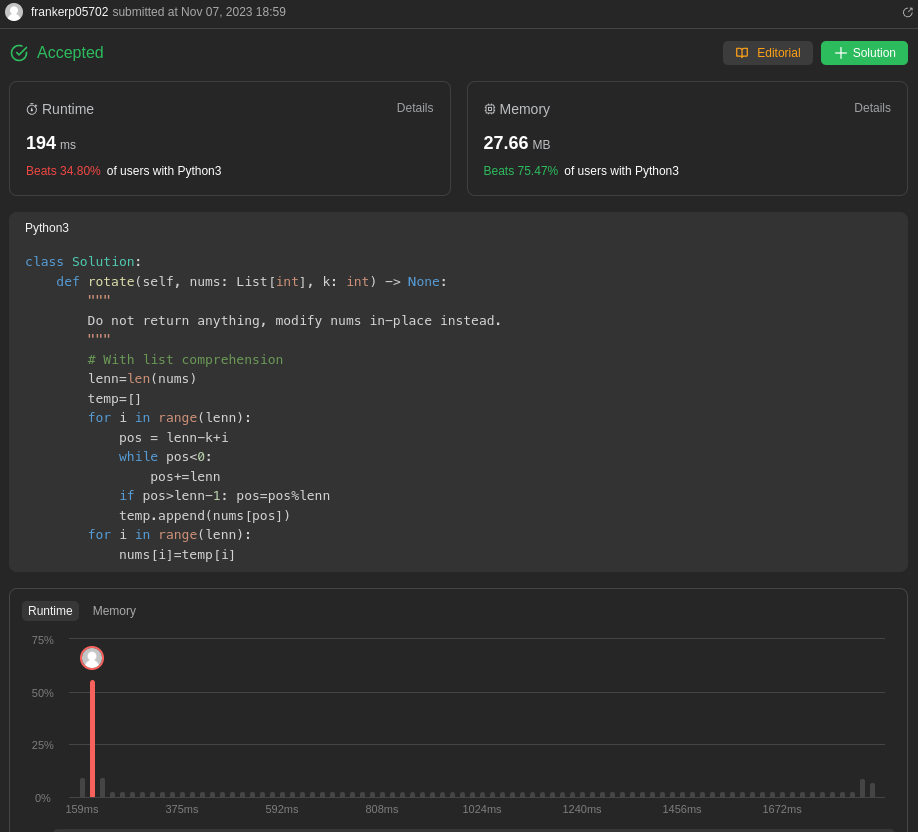 frankerp05702 submitted at Nov 07, 2023 18:59
Accepted
Editorial
Solution
Runtime
Details
194 ms
Beats 34.80% of users with Python3
Memory
Details
27.66 MB
Beats 75.47% of users with Python3
Python3
class Solution:
    def rotate(self, nums: List[int], k: int) -> None:
        """
        Do not return anything, modify nums in-place instead.
        """
        # With list comprehension
        lenn=len(nums)
        temp=[]
        for i in range(lenn):
            pos = lenn-k+i
            while pos<0:
                pos+=lenn
            if pos>lenn-1: pos=pos%lenn
            temp.append(nums[pos])
        for i in range(lenn):
            nums[i]=temp[i]
Runtime
Memory
75%
50%
25%
0%
159ms 375ms 592ms 808ms 1024ms 1240ms 1456ms 1672ms